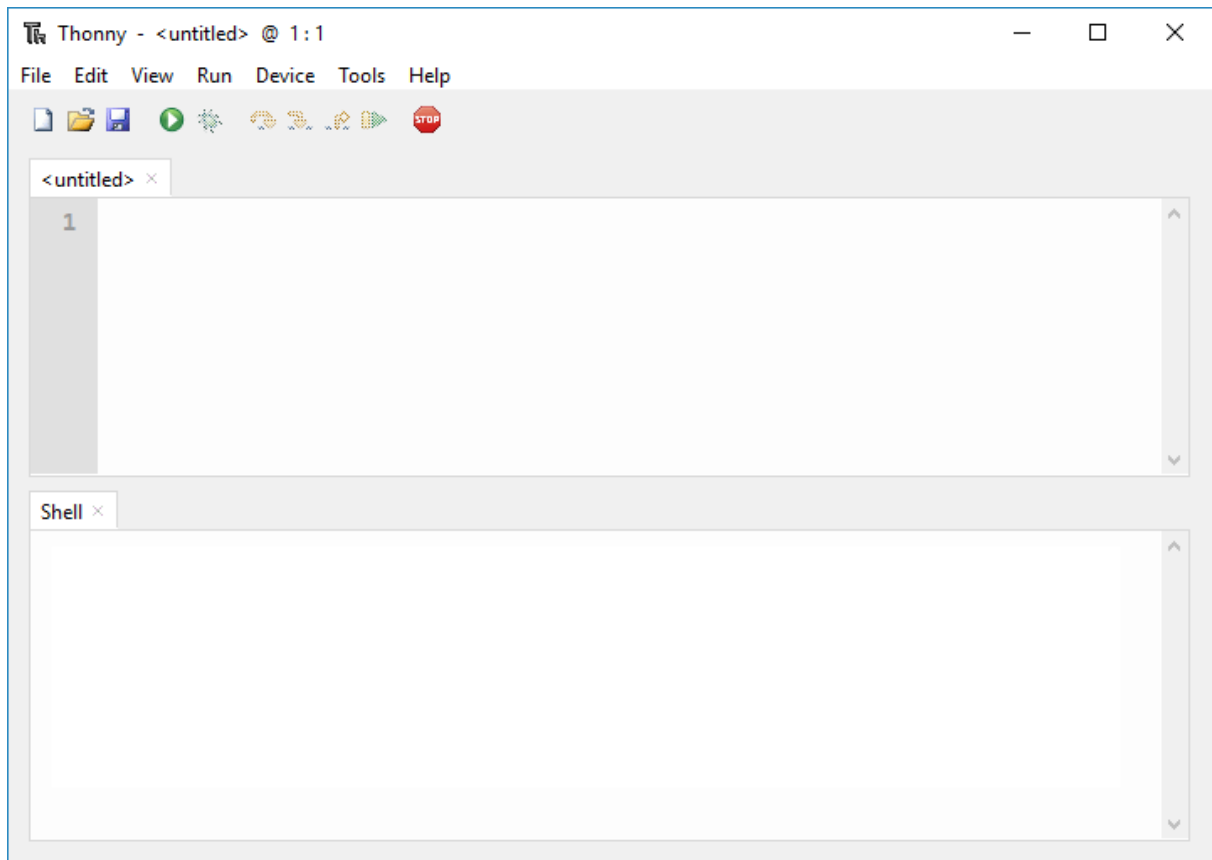 Thonny - <untitled> @ 1:1
File Edit View Run Device Tools Help
STOP
<untitled> ×
1
Shell ×